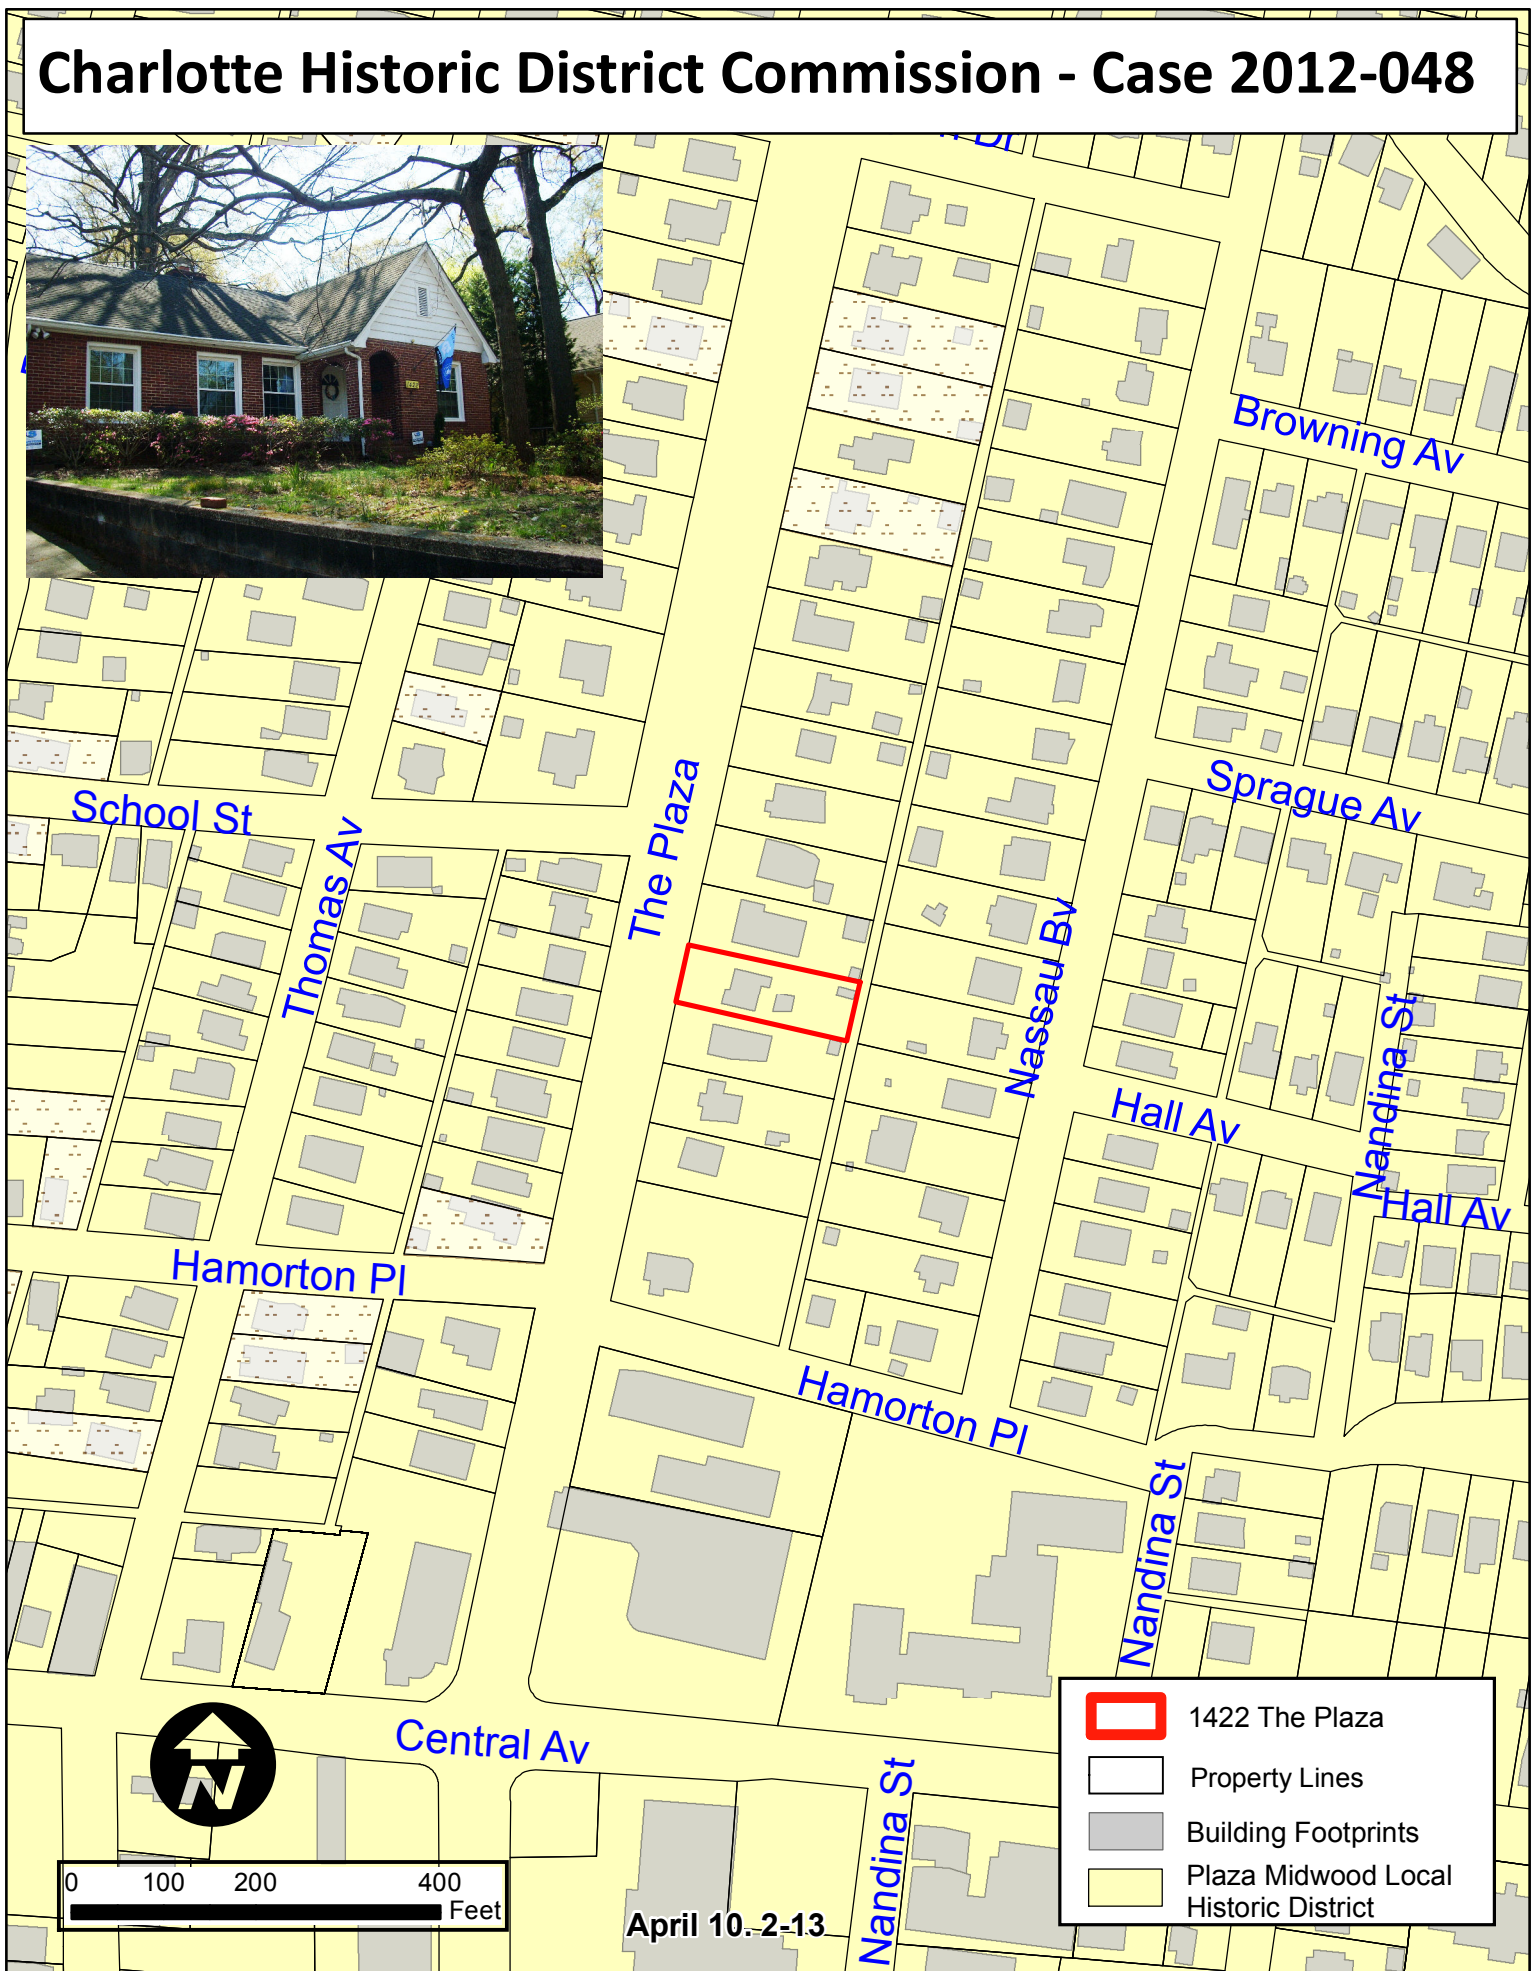 Charlotte Historic District Commission - Case 2012-048
Dr
Browning Av
Sprague Av
School St
The Plaza
Thomas Av
Nassau Bv
Nandina St
Hall Av
Hall Av
Hamorton Pl
Hamorton Pl
Nandina St
Central Av
Nandina St
1422 The Plaza
Property Lines
Building Footprints
Plaza Midwood Local
Historic District
0 100 200 400
Feet
N
April 10. 2-13